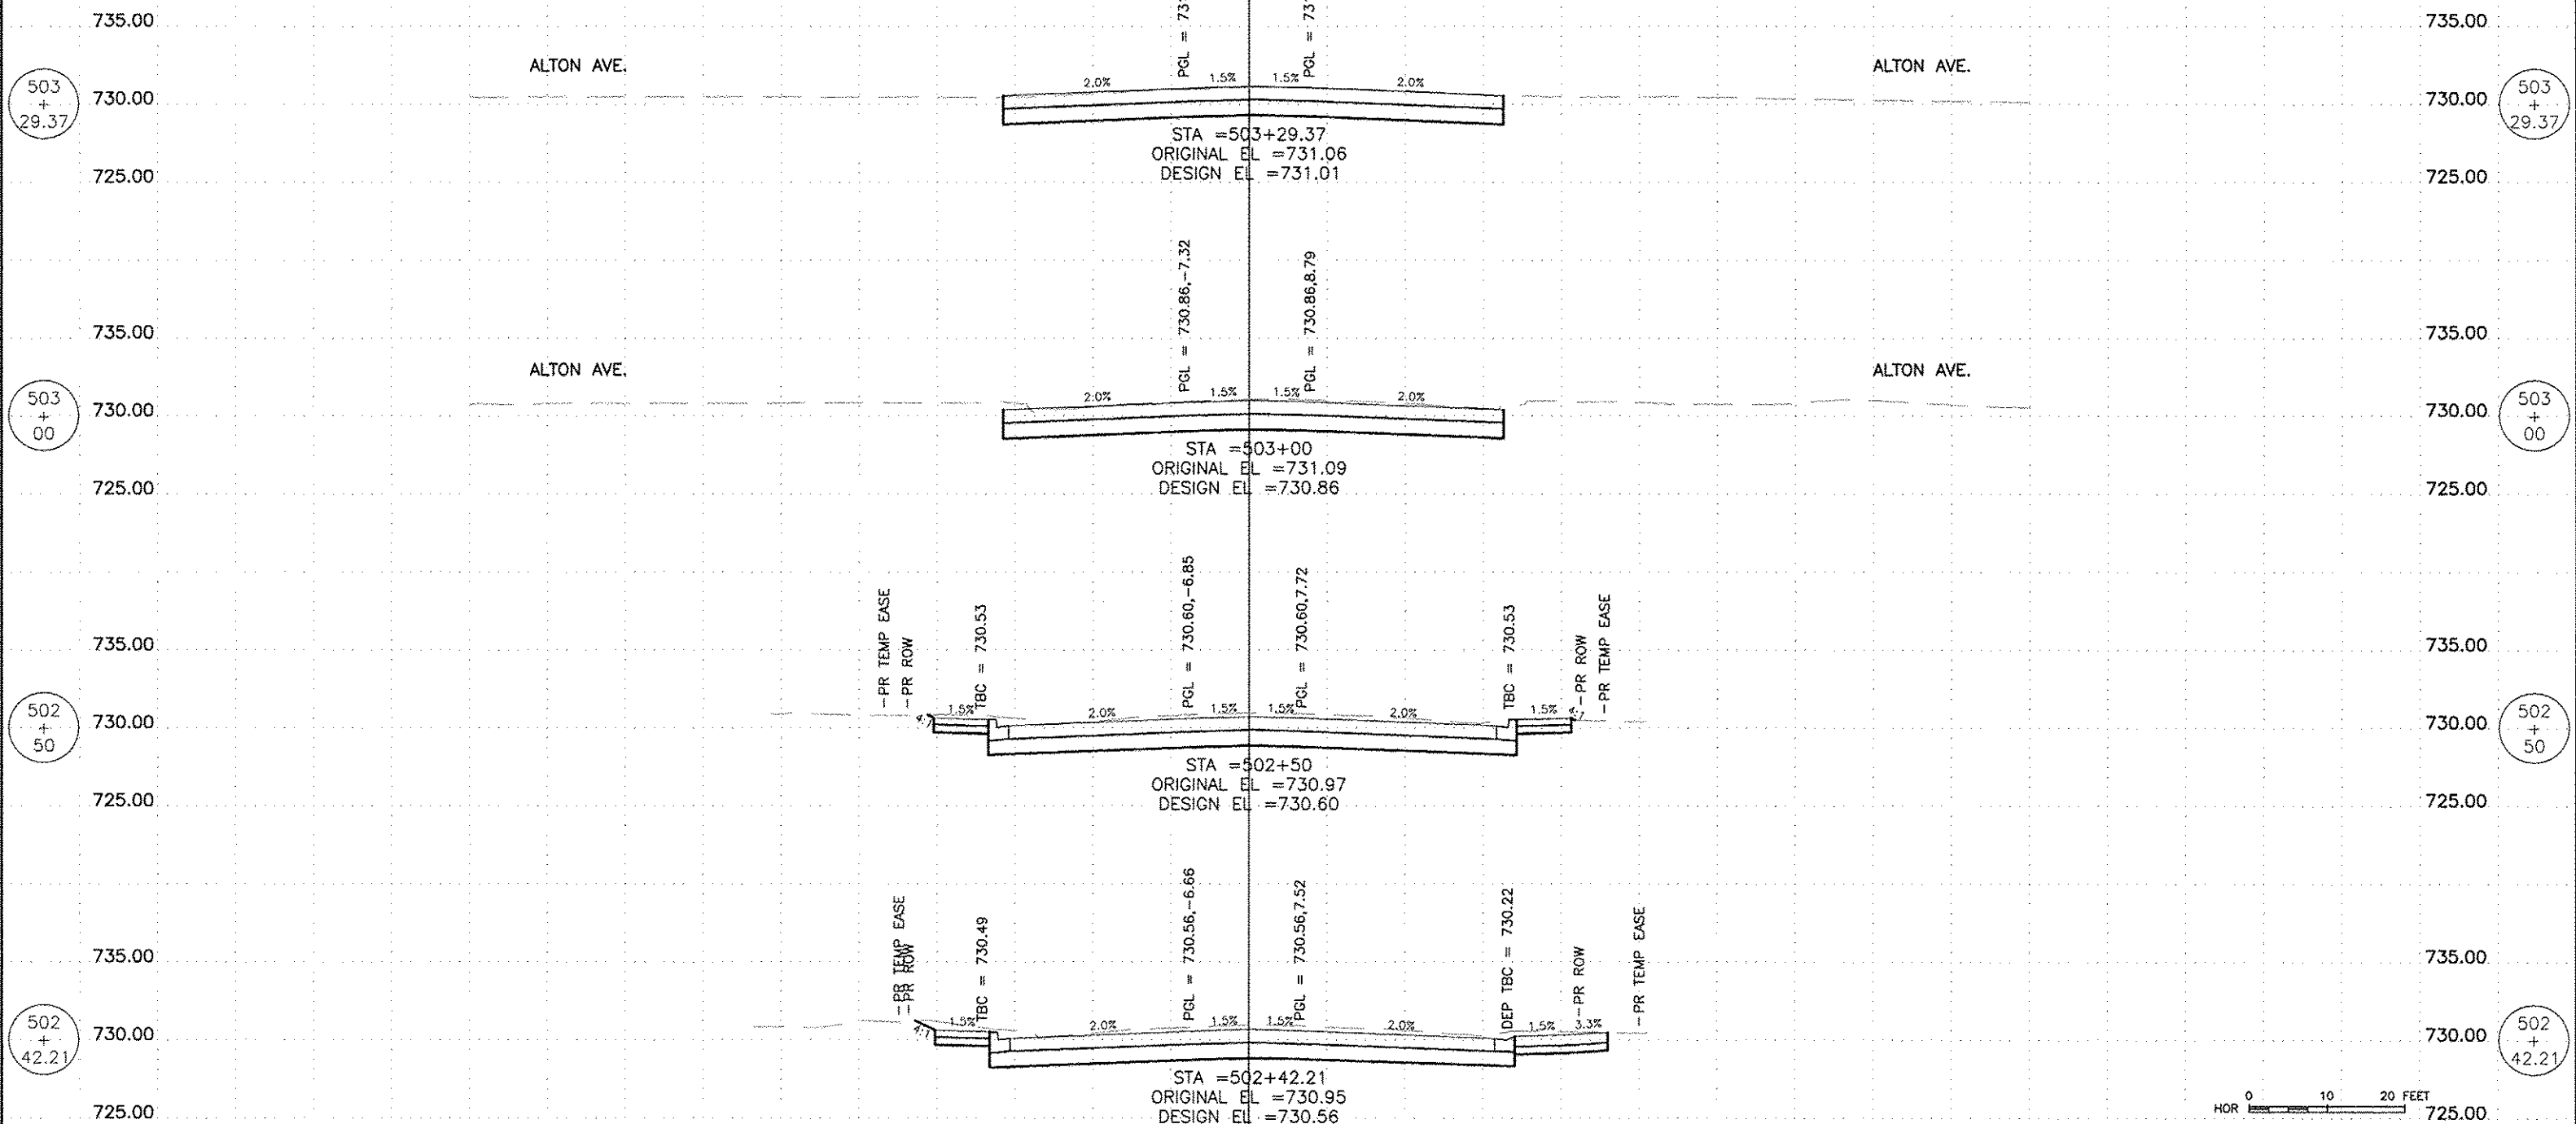 735.00
PGL = 731
PGL = 731
735.00
ALTON AVE.
ALTON AVE.
503
+
29.37
730.00
2.0%
1.5%
1.5%
2.0%
730.00
503
+
29.37
STA =503+29.37
ORIGINAL EL =731.06
DESIGN EL =731.01
725.00
725.00
PGL = 730.86,-7.32
PGL = 730.86,8.79
735.00
735.00
ALTON AVE.
ALTON AVE.
503
+
00
730.00
2.0%
1.5%
1.5%
2.0%
730.00
503
+
00
STA =503+00
ORIGINAL EL =731.09
DESIGN EL =730.86
725.00
725.00
-PR TEMP EASE
-PR ROW
TBC = 730.53
PGL = 730.60,-6.85
PGL = 730.60,7.72
TBC = 730.53
-PR ROW
-PR TEMP EASE
735.00
735.00
502
+
50
730.00
4:1
1.5%
2.0%
1.5%
1.5%
2.0%
1.5%
4:1
730.00
502
+
50
STA =502+50
ORIGINAL EL =730.97
DESIGN EL =730.60
725.00
725.00
-PR TEMP EASE
-PR ROW
TBC = 730.49
PGL = 730.56,-6.66
PGL = 730.56,7.52
DEP TBC = 730.22
-PR ROW
-PR TEMP EASE
735.00
735.00
502
+
42.21
730.00
4:1
1.5%
2.0%
1.5%
1.5%
2.0%
1.5%
3.3%
730.00
502
+
42.21
STA =502+42.21
ORIGINAL EL =730.95
DESIGN EL =730.56
725.00
HOR
0 10 20 FEET
725.00